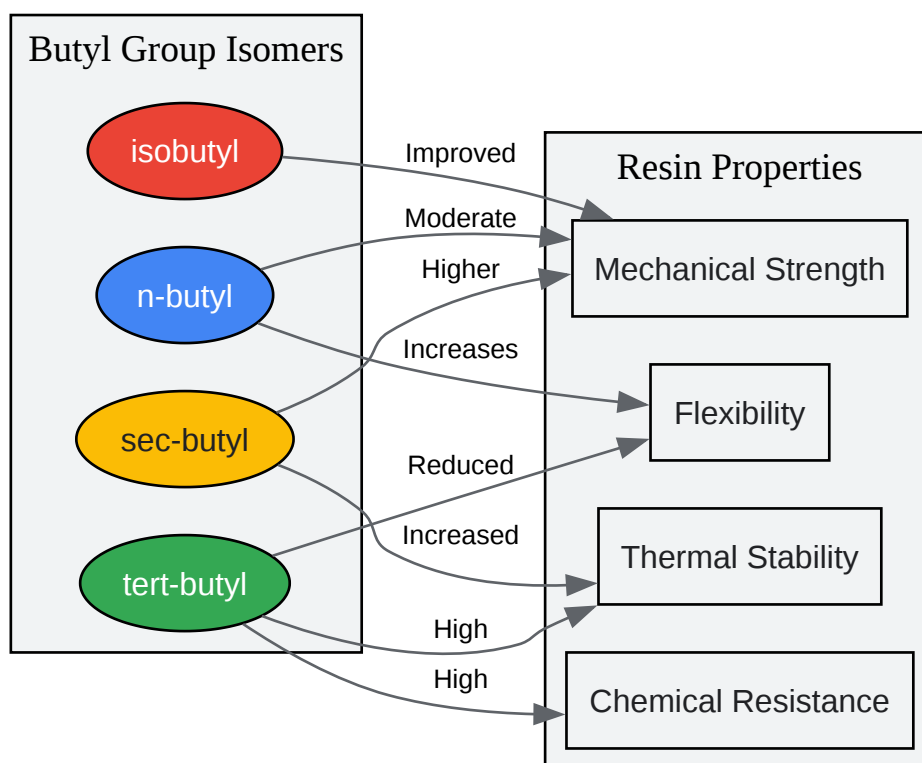 Butyl Group Isomers
isobutyl
n-butyl
sec-butyl
tert-butyl
Improved
Moderate
Higher
Increases
Reduced
Increased
High
High
Resin Properties
Mechanical Strength
Flexibility
Thermal Stability
Chemical Resistance